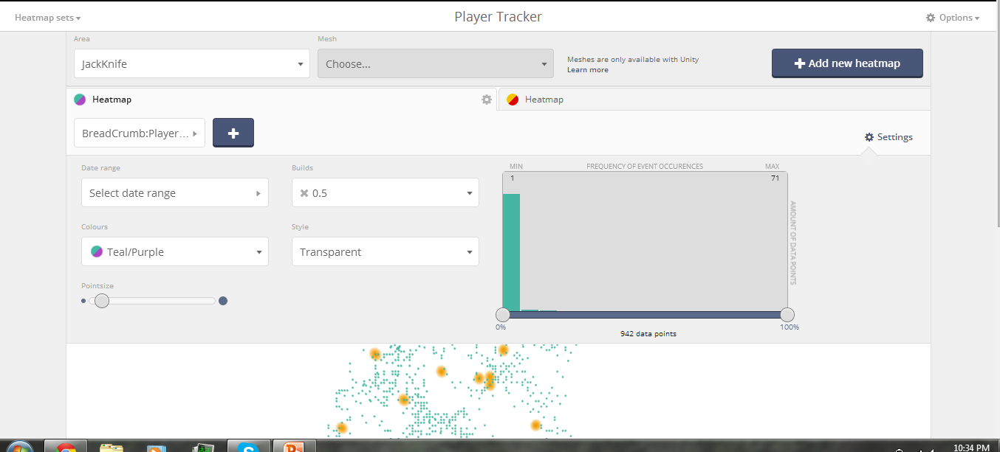 Heatmap sets
Player Tracker
Options
Area
Mesh
JackKnife
Choose...
Meshes are only available with Unity
Learn more
Add new heatmap
Heatmap
Heatmap
BreadCrumb:Player...
Settings
Date range
Builds
Select date range
0.5
Colours
Style
Teal/Purple
Transparent
Pointsize
MIN
FREQUENCY OF EVENT OCCURENCES
MAX
1
71
AMOUNT OF DATA POINTS
0%
100%
942 data points
10:34 PM